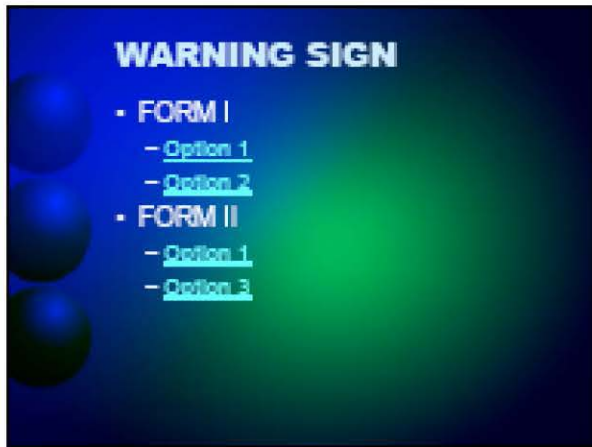 WARNING SIGN
▪ FORM I
– Option 1
– Option 2
▪ FORM II
– Option 1
– Option 3